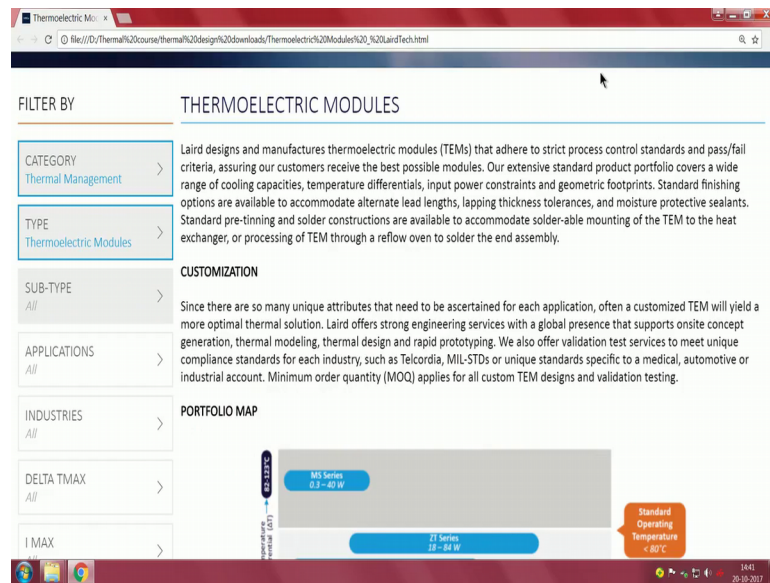 Thermoelectric Mo
file:///D:/Thermal%20course/thermal%20design%20downloads/Thermoelectric%20Modules%20_%20LairdTech.html
FILTER BY
CATEGORY
Thermal Management
TYPE
Thermoelectric Modules
SUB-TYPE
All
APPLICATIONS
All
INDUSTRIES
All
DELTA TMAX
All
I MAX
THERMOELECTRIC MODULES
Laird designs and manufactures thermoelectric modules (TEMs) that adhere to strict process control standards and pass/fail
criteria, assuring our customers receive the best possible modules. Our extensive standard product portfolio covers a wide
range of cooling capacities, temperature differentials, input power constraints and geometric footprints. Standard finishing
options are available to accommodate alternate lead lengths, lapping thickness tolerances, and moisture protective sealants.
Standard pre-tinning and solder constructions are available to accommodate solder-able mounting of the TEM to the heat
exchanger, or processing of TEM through a reflow oven to solder the end assembly.
CUSTOMIZATION
Since there are so many unique attributes that need to be ascertained for each application, often a customized TEM will yield a
more optimal thermal solution. Laird offers strong engineering services with a global presence that supports onsite concept
generation, thermal modeling, thermal design and rapid prototyping. We also offer validation test services to meet unique
compliance standards for each industry, such as Telcordia, MIL-STDs or unique standards specific to a medical, automotive or
industrial account. Minimum order quantity (MOQ) applies for all custom TEM designs and validation testing.
PORTFOLIO MAP
82-123°C
MS Series
0.3 – 40 W
perature
rential (ΔT)
ZT Series
18 – 84 W
Standard
Operating
Temperature
< 80°C
14:41
20-10-2017